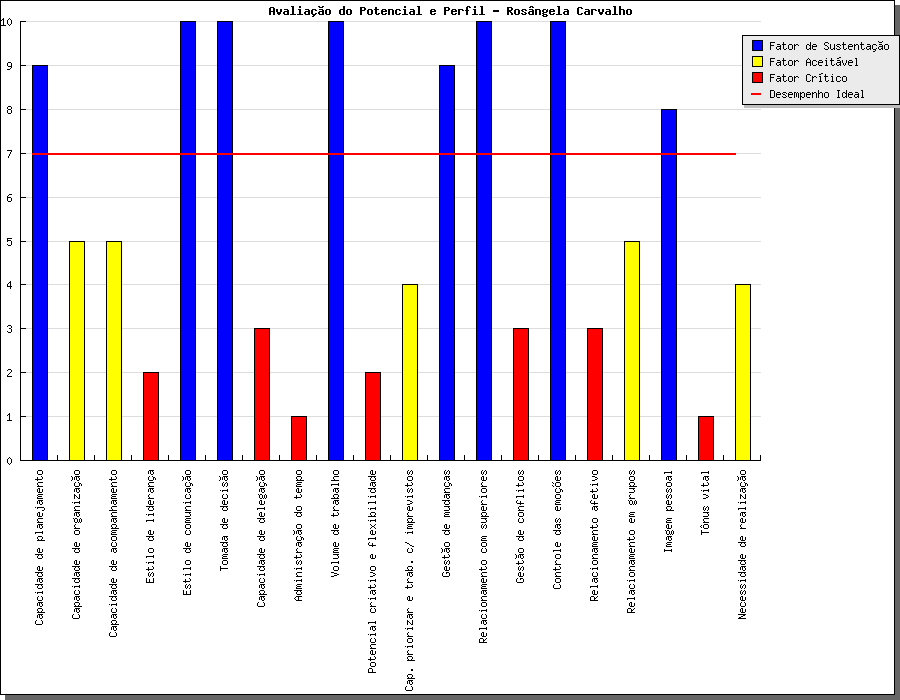 Avaliação do Potencial e Perfil - Rosângela Carvalho
10
9
8
7
6
5
4
3
2
1
0
Fator de Sustentação
Fator Aceitável
Fator Crítico
Desempenho Ideal
Capacidade de planejamento
Capacidade de organização
Capacidade de acompanhamento
Estilo de liderança
Estilo de comunicação
Tomada de decisão
Capacidade de delegação
Administração do tempo
Volume de trabalho
Potencial criativo e flexibilidade
Cap. priorizar e trab. c/ imprevistos
Gestão de mudanças
Relacionamento com superiores
Gestão de conflitos
Controle das emoções
Relacionamento afetivo
Relacionamento em grupos
Imagem pessoal
Tônus vital
Necessidade de realização